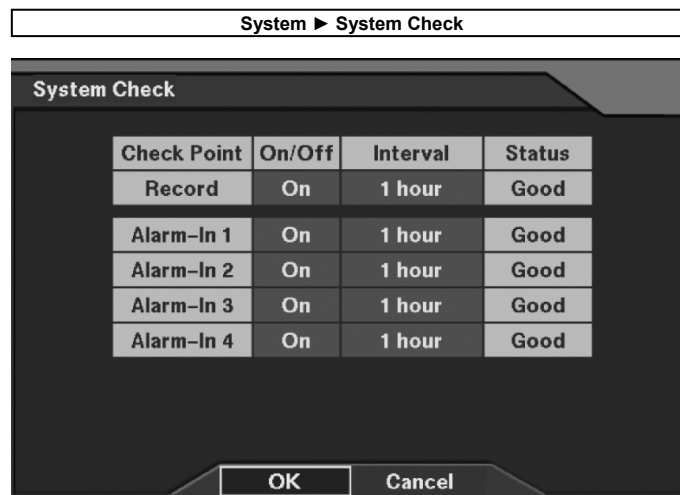 System ► System Check
System Check
Check Point On/Off Interval Status
Record On 1 hour Good
Alarm-In 1 On 1 hour Good
Alarm-In 2 On 1 hour Good
Alarm-In 3 On 1 hour Good
Alarm-In 4 On 1 hour Good
OK Cancel